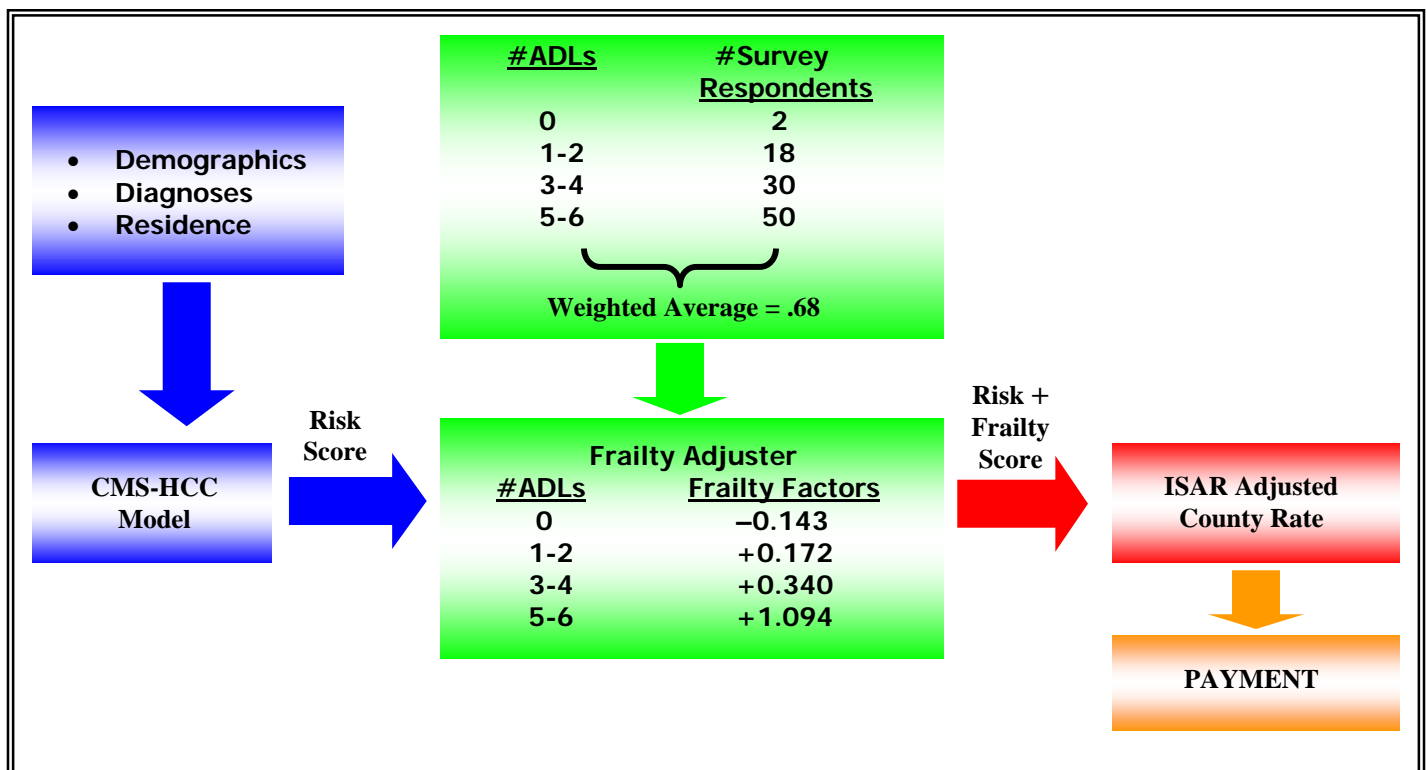 • Demographics
• Diagnoses
• Residence
CMS-HCC
Model
Risk
Score
#ADLs #Survey
Respondents
0 2
1-2 18
3-4 30
5-6 50
Weighted Average = .68
Frailty Adjuster
#ADLs Frailty Factors
0 –0.143
1-2 +0.172
3-4 +0.340
5-6 +1.094
Risk +
Frailty
Score
ISAR Adjusted
County Rate
PAYMENT